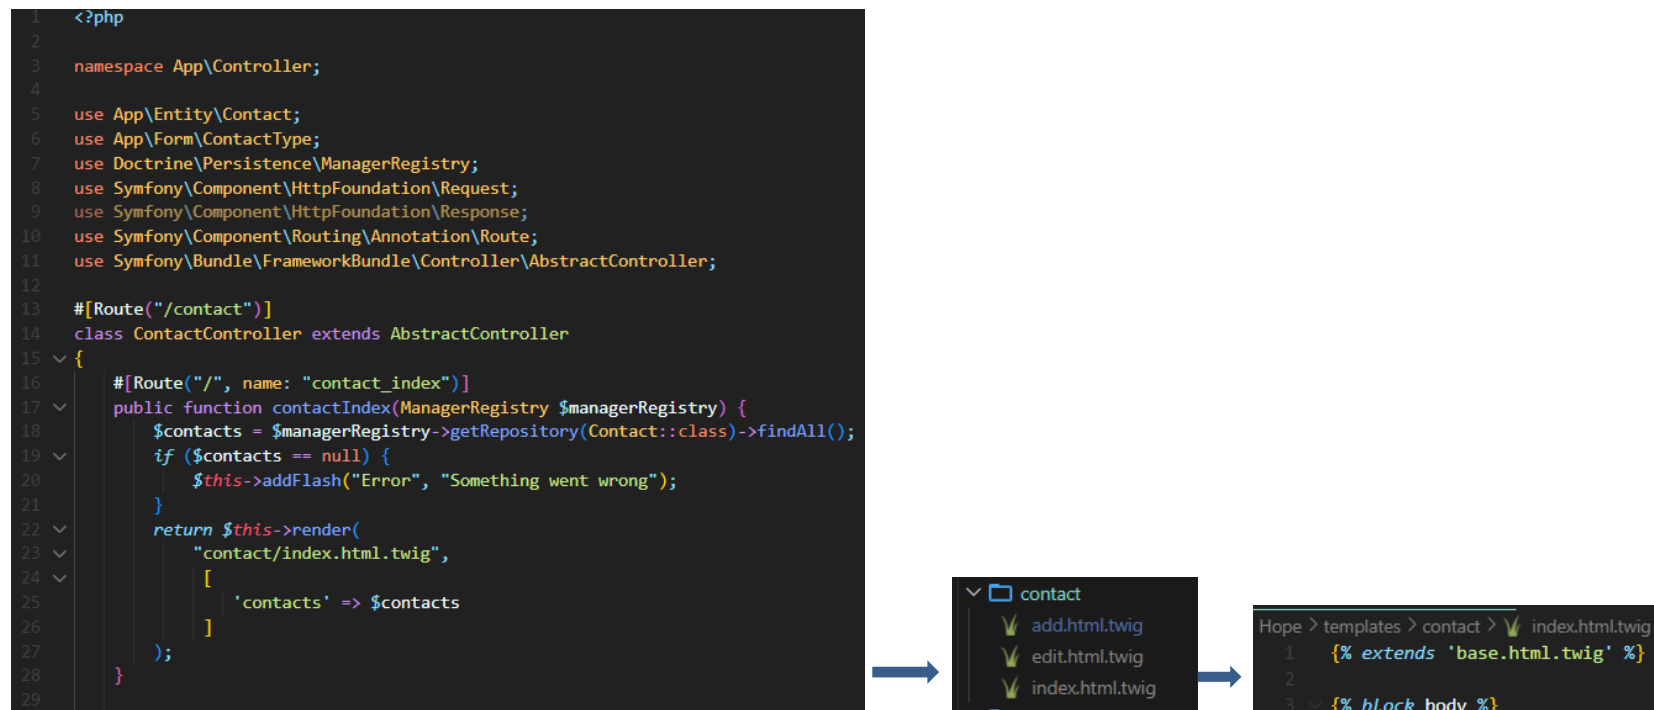 1 <?php
2
3 namespace App\Controller;
4
5 use App\Entity\Contact;
6 use App\Form\ContactType;
7 use Doctrine\Persistence\ManagerRegistry;
8 use Symfony\Component\HttpFoundation\Request;
9 use Symfony\Component\HttpFoundation\Response;
10 use Symfony\Component\Routing\Annotation\Route;
11 use Symfony\Bundle\FrameworkBundle\Controller\AbstractController;
12
13 #[Route("/contact")]
14 class ContactController extends AbstractController
15 {
16 #[Route("/", name: "contact_index")]
17 public function contactIndex(ManagerRegistry $managerRegistry) {
18 $contacts = $managerRegistry->getRepository(Contact::class)->findAll();
19 if ($contacts == null) {
20 $this->addFlash("Error", "Something went wrong");
21 }
22 return $this->render(
23 "contact/index.html.twig",
24 [
25 'contacts' => $contacts
26 ]
27 );
28 }
29
contact
add.html.twig
edit.html.twig
index.html.twig
Hope > templates > contact > index.html.twig
1 {% extends 'base.html.twig' %}
2
3 {% block body %}